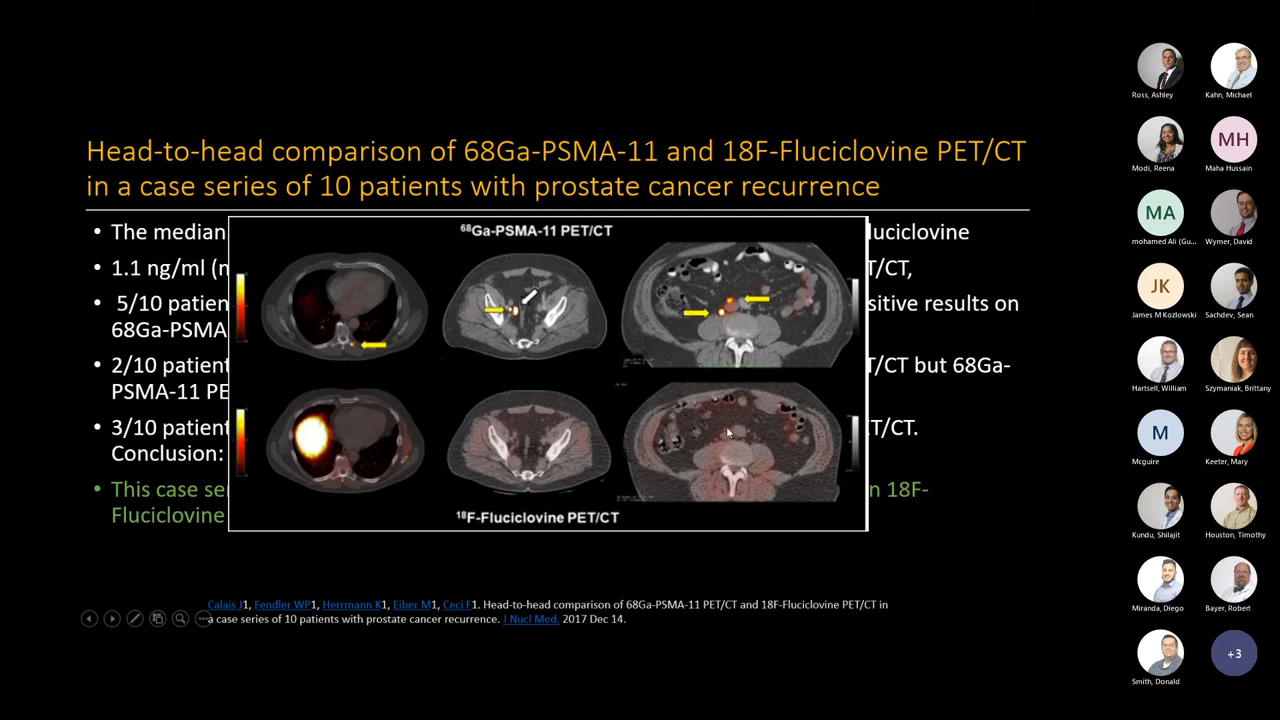 Head-to-head comparison of 68Ga-PSMA-11 and 18F-Fluciclovine PET/CT
in a case series of 10 patients with prostate cancer recurrence
• The median
luciclovine
• 1.1 ng/ml
T/CT,
• 5/10
sitive results on
68Ga-PSMA
• 2/10
T/CT but 68Ga-
PSMA-11
• 3/10
ET/CT.
Conclusion:
• This case
n 18F-
Fluciclovine
68Ga-PSMA-11 PET/CT
18F-Fluciclovine PET/CT
Calais J1, Fendler WP1, Herrmann K1, Eiber M1, Ceci F1. Head-to-head comparison of 68Ga-PSMA-11 PET/CT and 18F-Fluciclovine PET/CT in
a case series of 10 patients with prostate cancer recurrence. J Nucl Med. 2017 Dec 14.
Ross, Ashley
Kahn, Michael
MH
Modi, Reena
Maha Hussain
MA
mohamed Ali (Gu...
Wymer, David
JK
James M Kozlowski
Sachdev, Sean
Hartsell, William
Szymaniak, Brittany
M
Mcguire
Keeter, Mary
Kundu, Shilajit
Houston, Timothy
Miranda, Diego
Bayer, Robert
+3
Smith, Donald